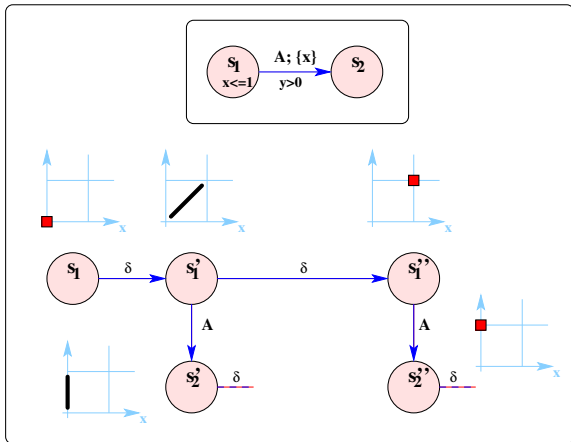 A; {x}
s1 s2
x<=1 y>0
x x x
s1 δ s1' δ s1''
x
A A
s2' δ s2'' δ
x